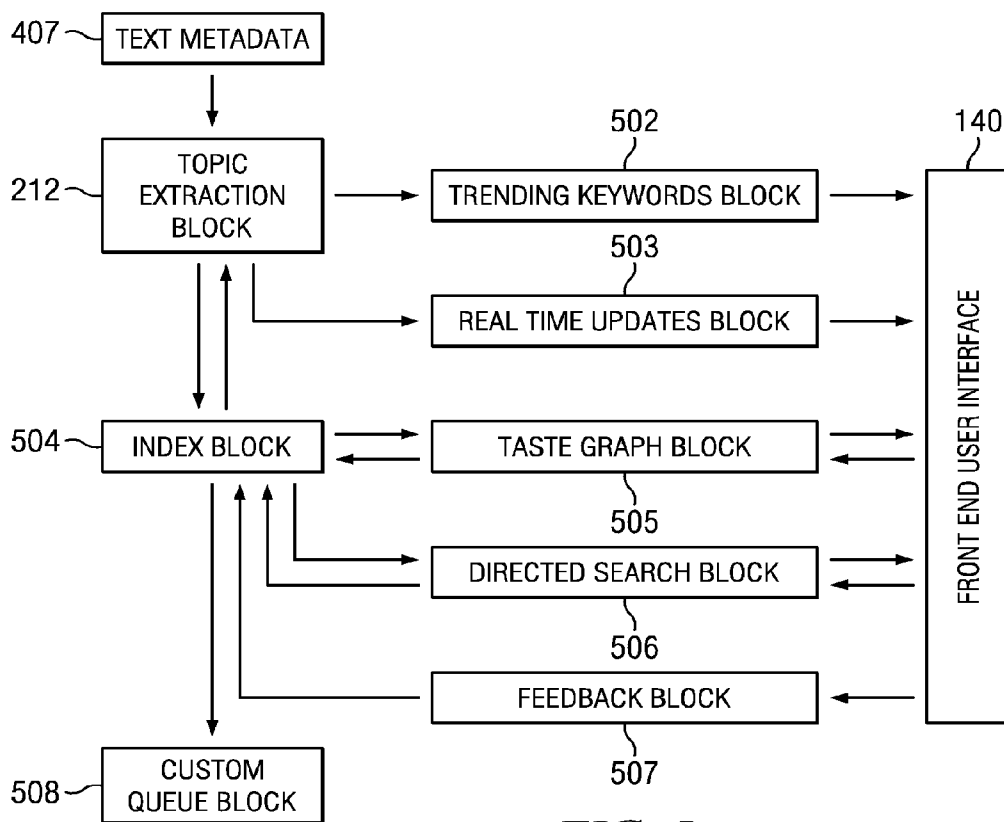 407
TEXT METADATA
502
140
212
TOPIC
EXTRACTION
BLOCK
TRENDING KEYWORDS BLOCK
503
REAL TIME UPDATES BLOCK
FRONT END USER INTERFACE
504
INDEX BLOCK
TASTE GRAPH BLOCK
505
DIRECTED SEARCH BLOCK
506
FEEDBACK BLOCK
507
508
CUSTOM
QUEUE BLOCK